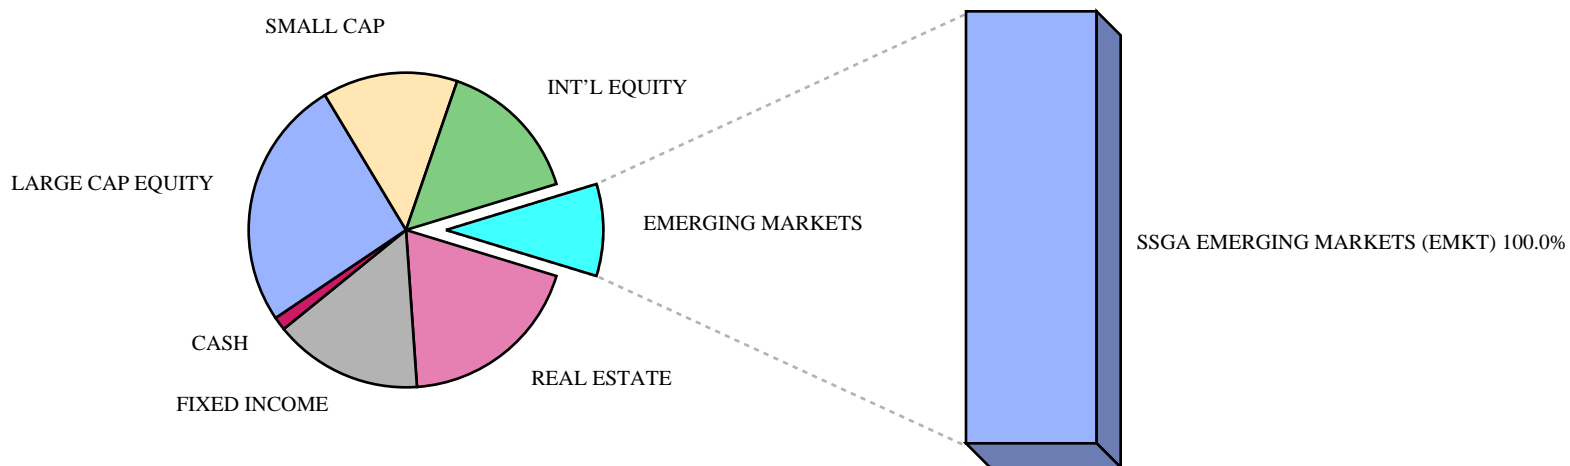 SMALL CAP
INT'L EQUITY
LARGE CAP EQUITY
EMERGING MARKETS
SSGA EMERGING MARKETS (EMKT) 100.0%
CASH
REAL ESTATE
FIXED INCOME